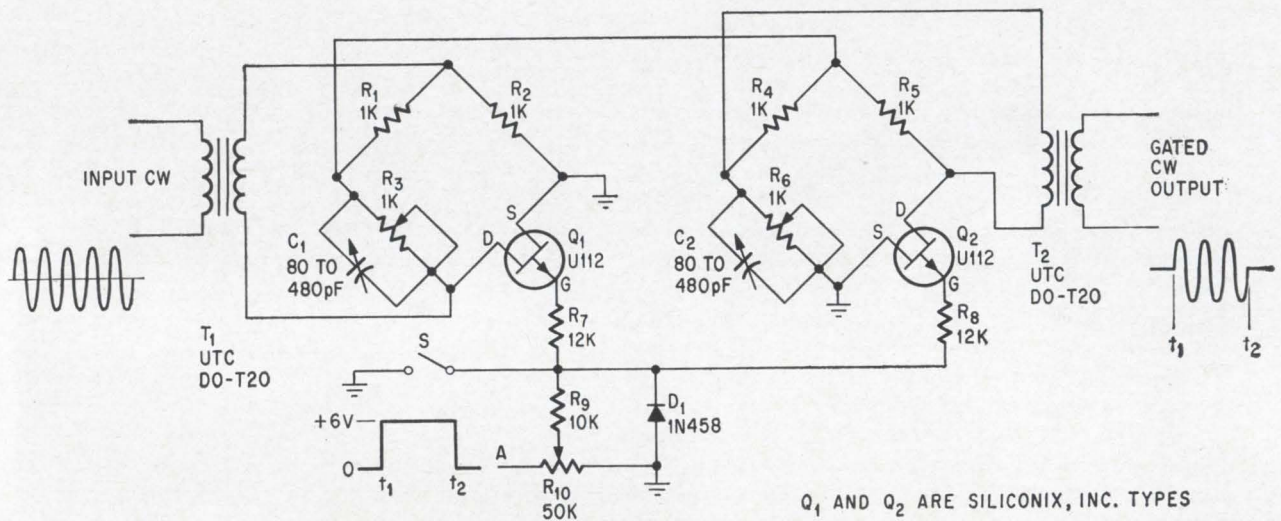 INPUT CW
T1
UTC
DO-T20
R1
1K
R2
1K
R3
1K
C1
80 TO
480pF
S
D
Q1
U112
G
R7
12K
S
R9
10K
D1
1N458
+6V
0
t1
t2
A
R10
50K
R4
1K
R5
1K
R6
1K
C2
80 TO
480pF
D
S
Q2
U112
G
R8
12K
T2
UTC
DO-T20
GATED
CW
OUTPUT
t1
t2
Q1 AND Q2 ARE SILICONIX, INC. TYPES